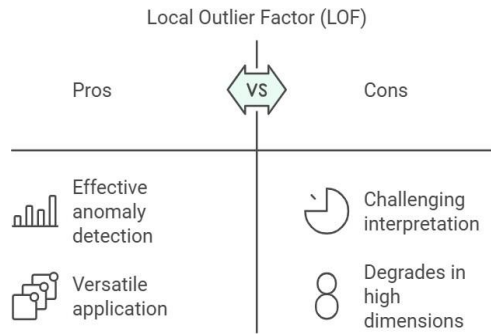 Local Outlier Factor (LOF)
Pros
VS
Cons
Effective
anomaly
detection
Versatile
application
Challenging
interpretation
Degrades in
high
dimensions